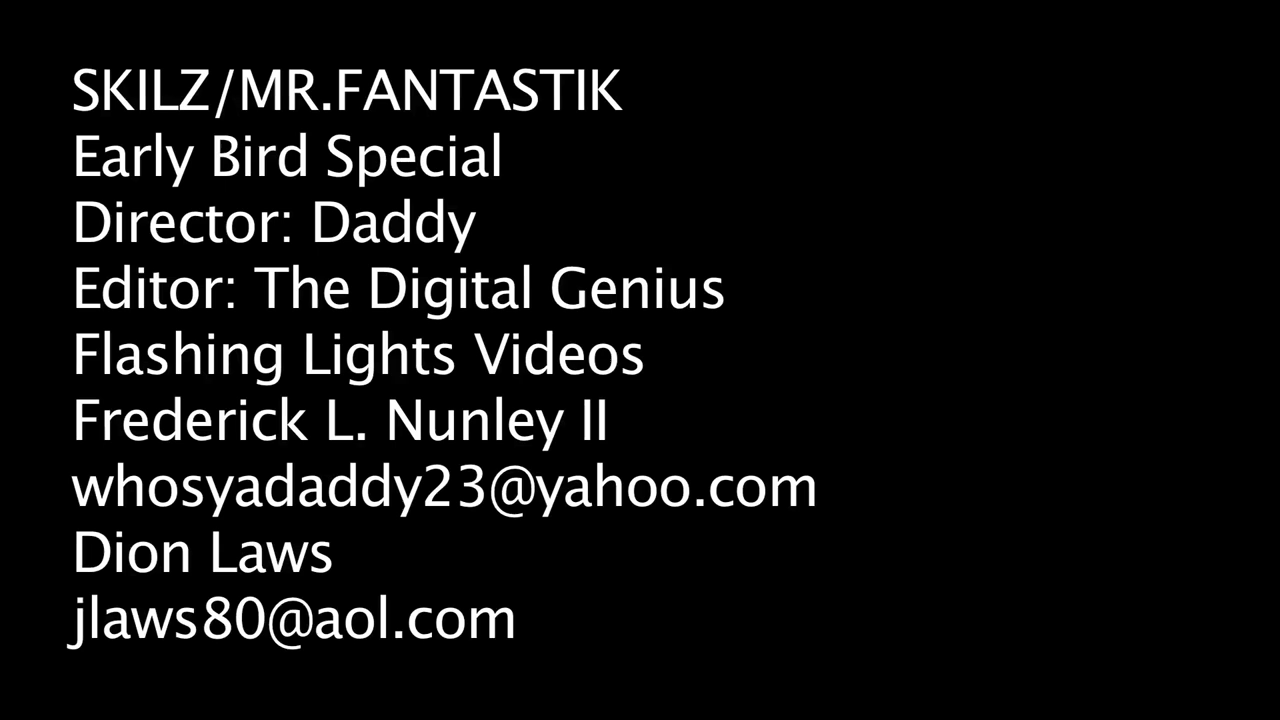 SKILZ/MR.FANTASTIK
Early Bird Special
Director: Daddy
Editor: The Digital Genius
Flashing Lights Videos
Frederick L. Nunley II
whosyadaddy23@yahoo.com
Dion Laws
jlaws80@aol.com